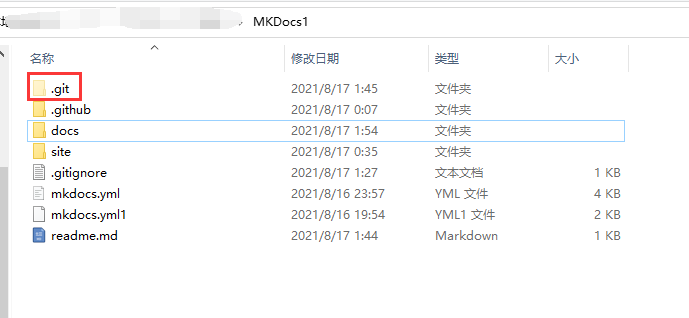 MKDocs1
名称 修改日期 类型 大小
.git 2021/8/17 1:45 文件夹
.github 2021/8/17 0:07 文件夹
docs 2021/8/17 1:54 文件夹
site 2021/8/17 0:35 文件夹
.gitignore 2021/8/17 1:27 文本文档 1 KB
mkdocs.yml 2021/8/16 23:57 YML 文件 4 KB
mkdocs.yml1 2021/8/16 19:54 YML1 文件 2 KB
readme.md 2021/8/17 1:44 Markdown 1 KB